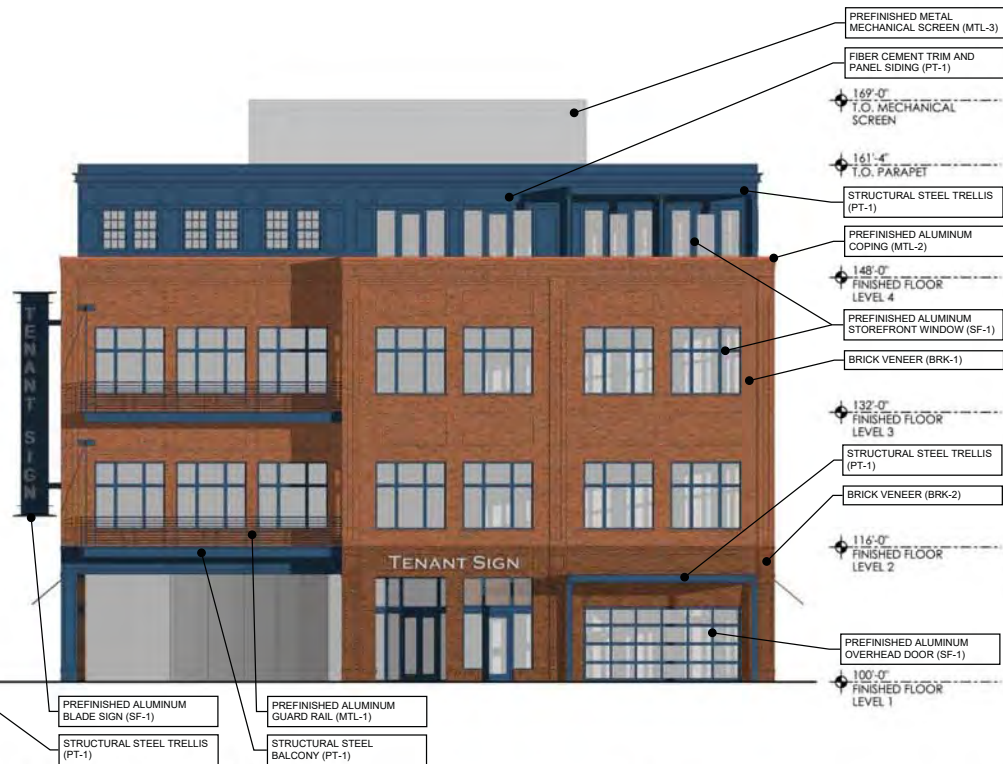 PREFINISHED METAL
MECHANICAL SCREEN (MTL-3)
FIBER CEMENT TRIM AND
PANEL SIDING (PT-1)
169'-0"
T.O. MECHANICAL
SCREEN
161'-4"
T.O. PARAPET
STRUCTURAL STEEL TRELLIS
(PT-1)
PREFINISHED ALUMINUM
COPING (MTL-2)
148'-0"
FINISHED FLOOR
LEVEL 4
PREFINISHED ALUMINUM
STOREFRONT WINDOW (SF-1)
BRICK VENEER (BRK-1)
132'-0"
FINISHED FLOOR
LEVEL 3
STRUCTURAL STEEL TRELLIS
(PT-1)
BRICK VENEER (BRK-2)
116'-0"
FINISHED FLOOR
LEVEL 2
TENANT SIGN
TENANT SIGN
PREFINISHED ALUMINUM
OVERHEAD DOOR (SF-1)
100'-0"
FINISHED FLOOR
LEVEL 1
PREFINISHED ALUMINUM
BLADE SIGN (SF-1)
PREFINISHED ALUMINUM
GUARD RAIL (MTL-1)
STRUCTURAL STEEL TRELLIS
(PT-1)
STRUCTURAL STEEL
BALCONY (PT-1)